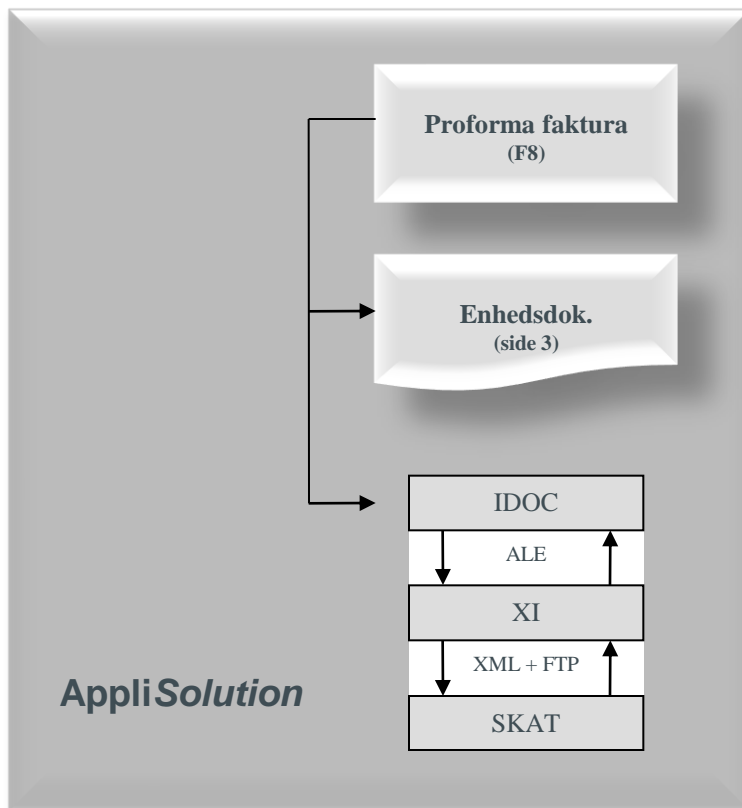 Proforma faktura
(F8)
Enhedsdok.
(side 3)
IDOC
ALE
XI
XML + FTP
SKAT
AppliSolution